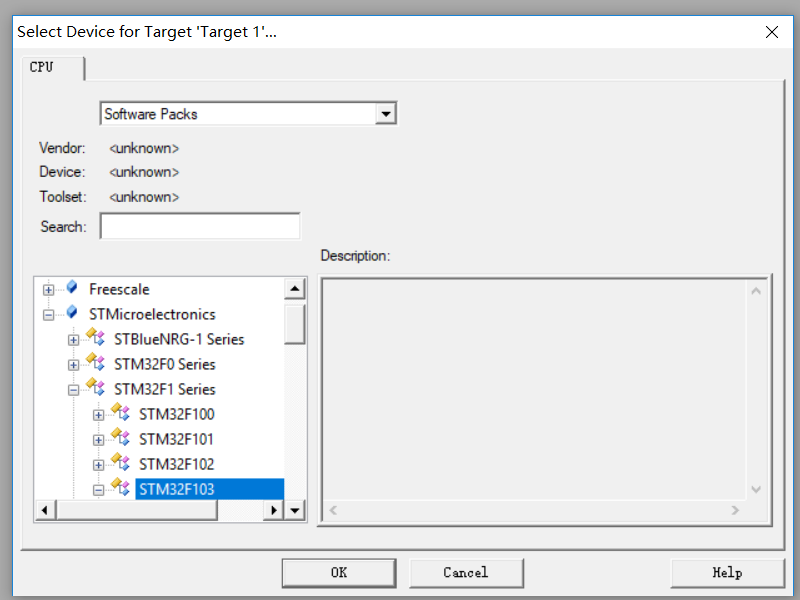 Select Device for Target 'Target 1'...
CPU
Software Packs
Vendor: <unknown>
Device: <unknown>
Toolset: <unknown>
Search:
Description:
Freescale
STMicroelectronics
STBlueNRG-1 Series
STM32F0 Series
STM32F1 Series
STM32F100
STM32F101
STM32F102
STM32F103
OK Cancel Help